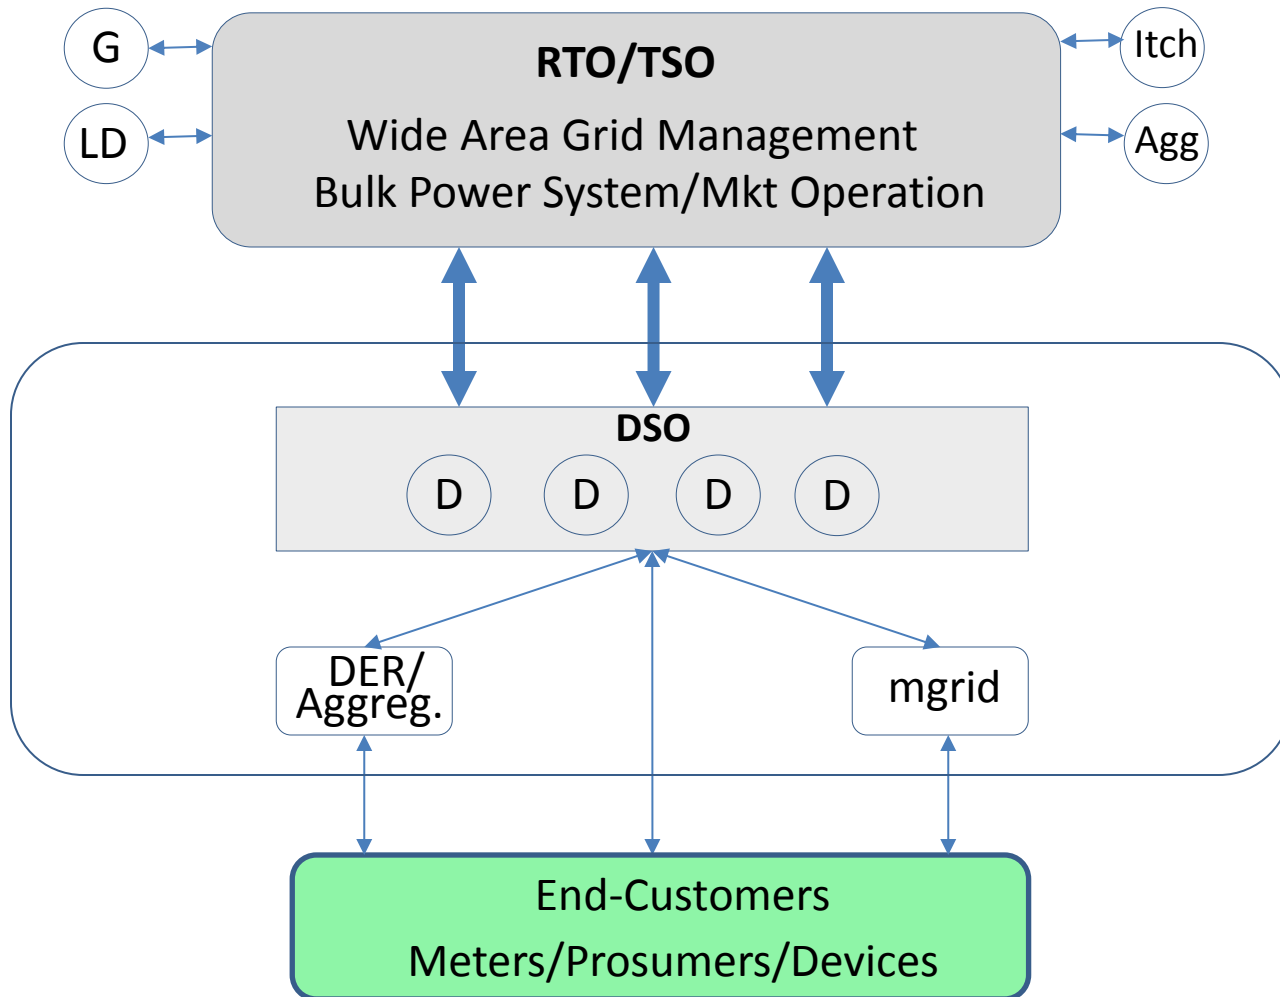 G
RTO/TSO
Itch
LD
Wide Area Grid Management
Agg
Bulk Power System/Mkt Operation
DSO
D D D D
DER/
Aggreg.
mgrid
End-Customers
Meters/Prosumers/Devices